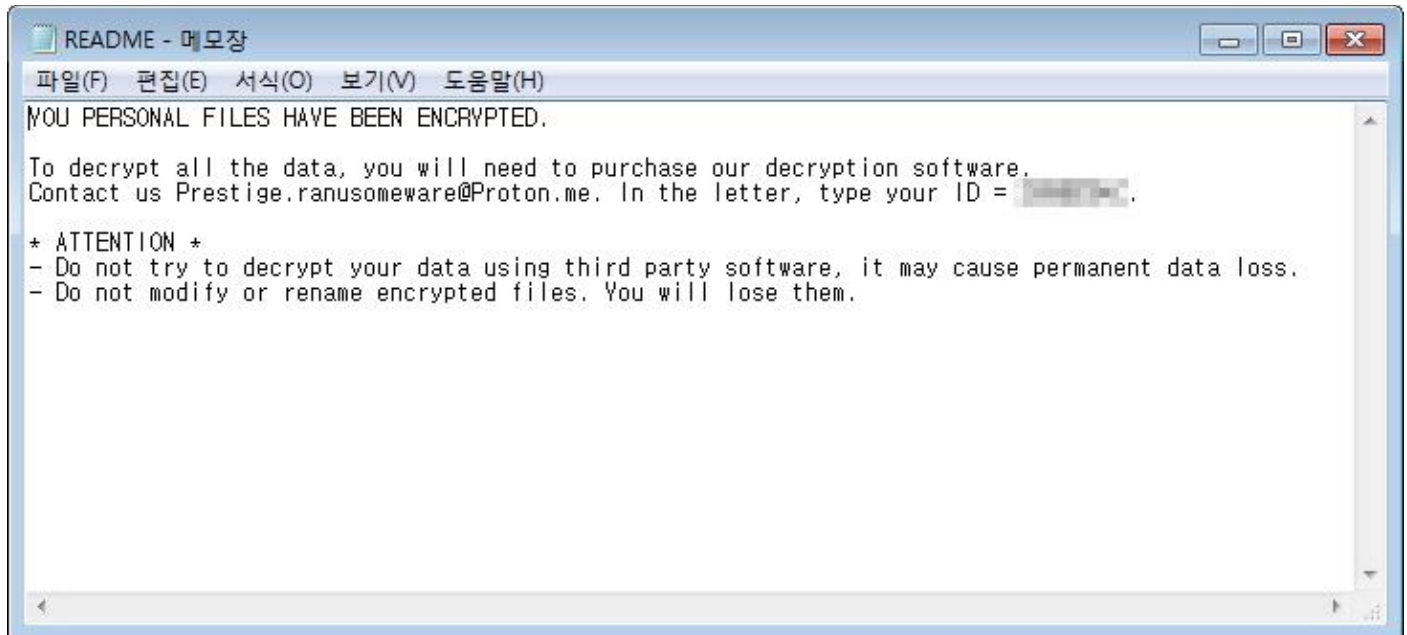 README - 메모장
파일(F) 편집(E) 서식(O) 보기(V) 도움말(H)
YOU PERSONAL FILES HAVE BEEN ENCRYPTED.
To decrypt all the data, you will need to purchase our decryption software.
Contact us Prestige.ranusomeware@Proton.me. In the letter, type your ID = .
* ATTENTION *
- Do not try to decrypt your data using third party software, it may cause permanent data loss.
- Do not modify or rename encrypted files. You will lose them.